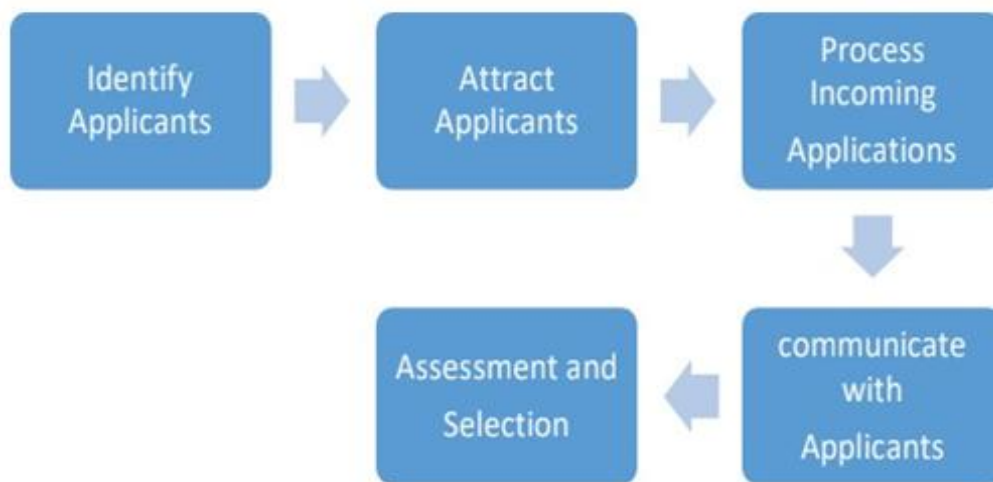 Identify
Applicants
Attract
Applicants
Process
Incoming
Applications
communicate
with
Applicants
Assessment and
Selection